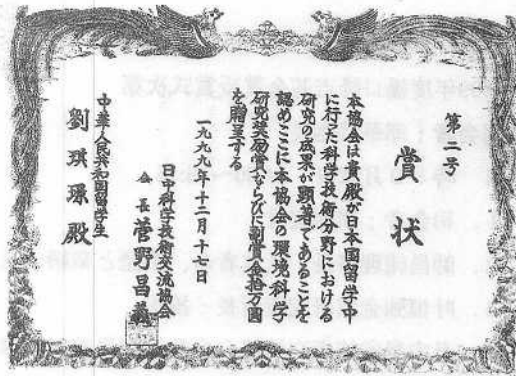 第二号
賞状
本協会は貴殿が日本国留学中
に行った科学技術分野における
研究の成果が顕著であることを
認めここに本協会の環境科学
研究奨励賞ならびに副賞金拾万圓
を贈呈する
一九九九年十二月十七日
日中科学技術交流協会
会長 菅野昌義
中華人民共和国留学生
劉琪璟殿